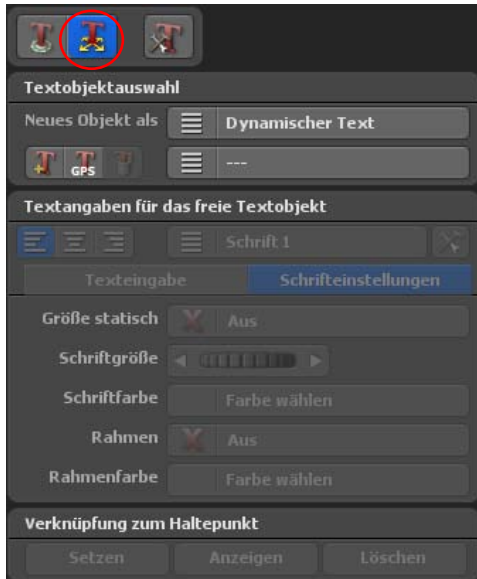 Textobjektauswahl
Neues Objekt als Dynamischer Text
GPS ---
Textangaben für das freie Textobjekt
Schrift 1
Texteingabe Schrifteinstellungen
Größe statisch Aus
Schriftgröße
Schriftfarbe Farbe wählen
Rahmen Aus
Rahmenfarbe Farbe wählen
Verknüpfung zum Haltepunkt
Setzen Anzeigen Löschen